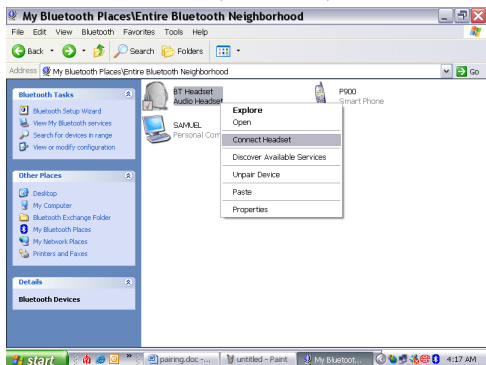 My Bluetooth Places\Entire Bluetooth Neighborhood
File Edit View Bluetooth Favorites Tools Help
Back Search Folders
Address My Bluetooth Places\Entire Bluetooth Neighborhood Go
Bluetooth Tasks
Bluetooth Setup Wizard
View My Bluetooth services
Search for devices in range
View or modify configuration
Other Places
Desktop
My Computer
Bluetooth Exchange Folder
My Bluetooth Places
My Network Places
Printers and Faxes
Details
Bluetooth Devices
BT Headset
Audio Headset
P900
Smart Phone
SAMUEL
Personal Com
Explore
Open
Connect Headset
Discover Available Services
Unpair Device
Paste
Properties
start pairing.doc -... untitled - Paint My Bluetoot... 4:17 AM